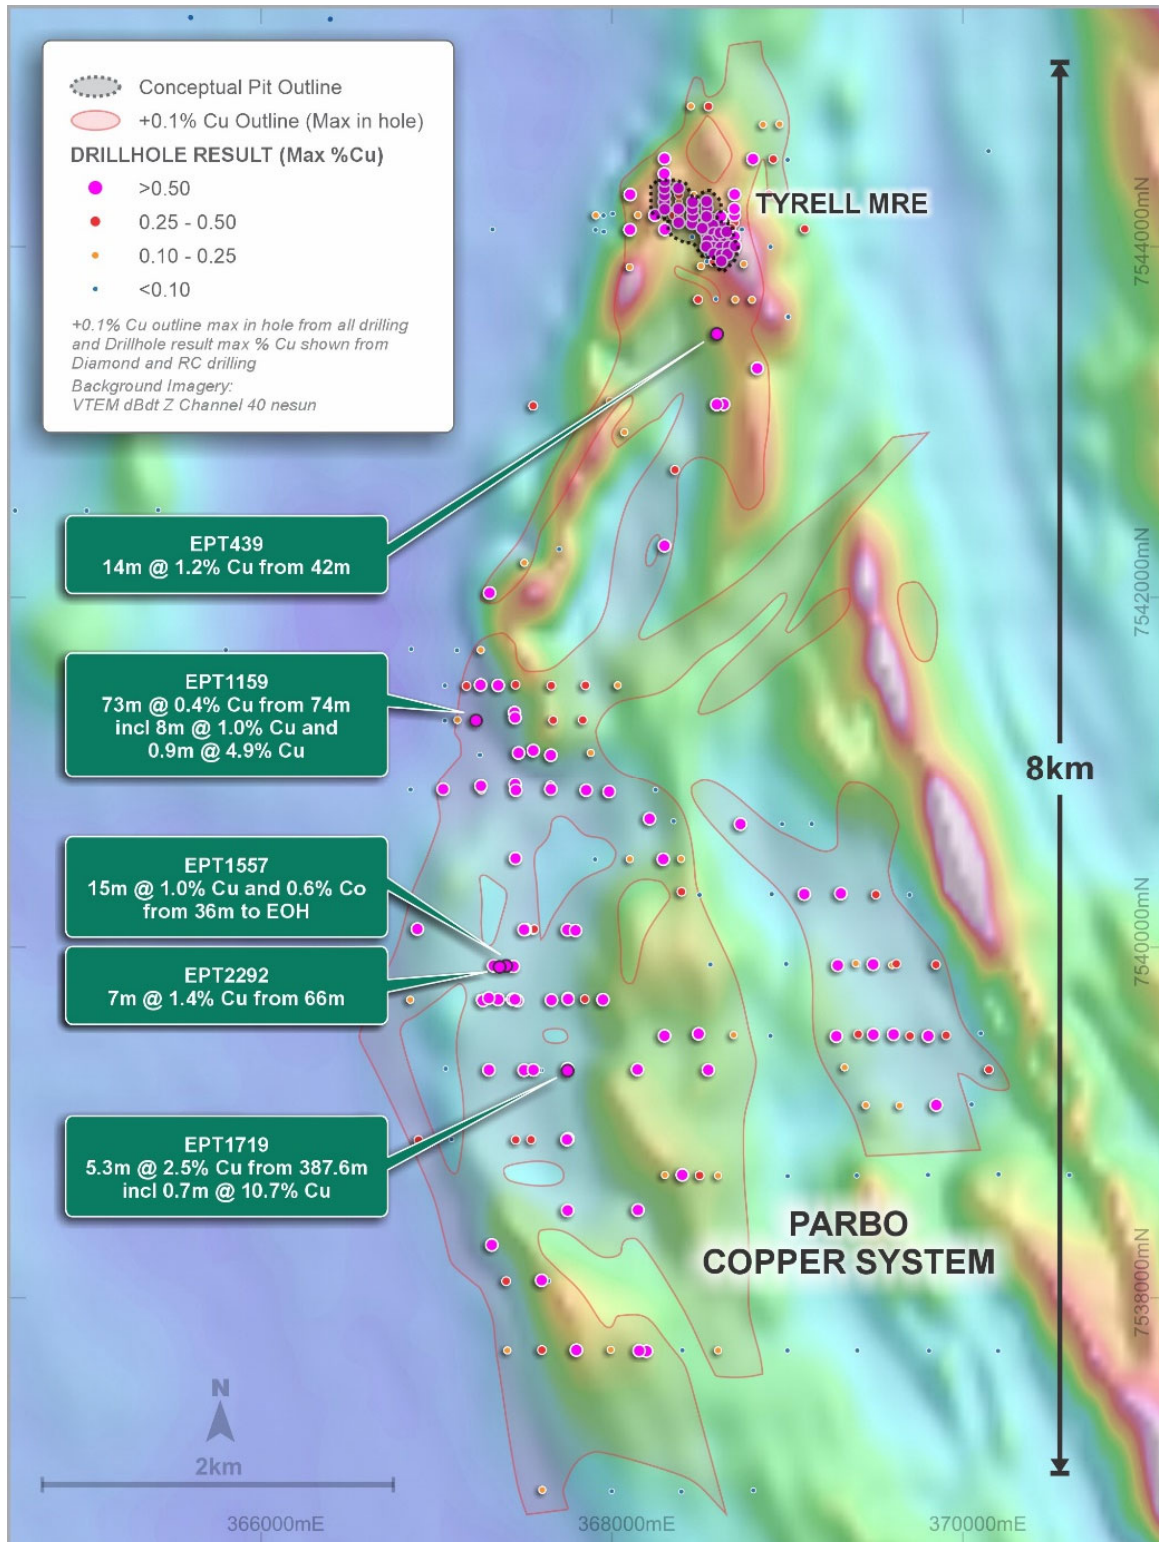 Conceptual Pit Outline
+0.1% Cu Outline (Max in hole)
DRILLHOLE RESULT (Max %Cu)
>0.50
0.25 - 0.50
0.10 - 0.25
<0.10
+0.1% Cu outline max in hole from all drilling
and Drillhole result max % Cu shown from
Diamond and RC drilling
Background Imagery:
VTEM dBdt Z Channel 40 nesun
TYRELL MRE
7544000mN
EPT439
14m @ 1.2% Cu from 42m
7542000mN
EPT1159
73m @ 0.4% Cu from 74m
incl 8m @ 1.0% Cu and
0.9m @ 4.9% Cu
8km
EPT1557
15m @ 1.0% Cu and 0.6% Co
from 36m to EOH
7540000mN
EPT2292
7m @ 1.4% Cu from 66m
EPT1719
5.3m @ 2.5% Cu from 387.6m
incl 0.7m @ 10.7% Cu
PARBO
COPPER SYSTEM
7538000mN
N
2km
366000mE
368000mE
370000mE